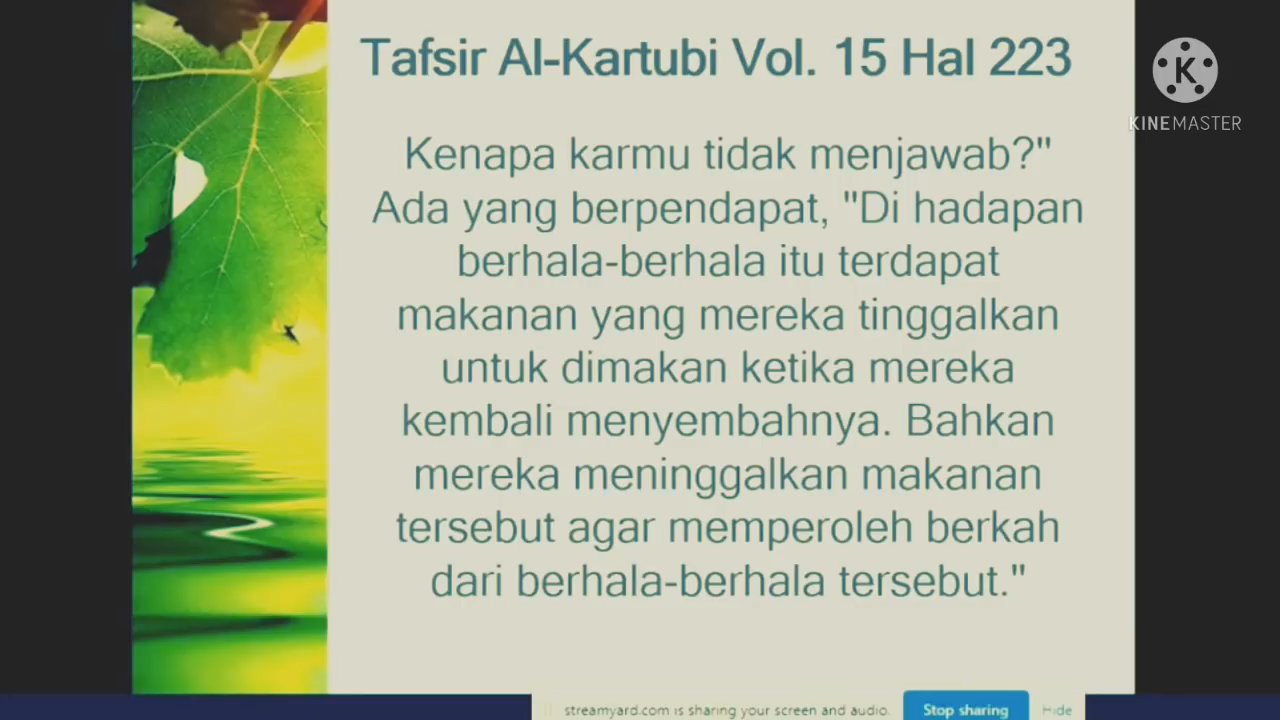 Tafsir Al-Kartubi Vol. 15 Hal 223
KINEMASTER
Kenapa karmu tidak menjawab?"
Ada yang berpendapat, "Di hadapan
berhala-berhala itu terdapat
makanan yang mereka tinggalkan
untuk dimakan ketika mereka
kembali menyembahnya. Bahkan
mereka meninggalkan makanan
tersebut agar memperoleh berkah
dari berhala-berhala tersebut."
streamyard.com is sharing your screen and audio. Stop sharing Hide